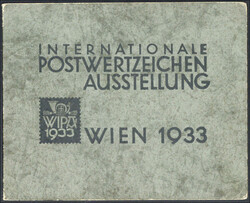 INTERNATIONALE
POSTWERTZEICHEN
AUSSTELLUNG
WIPA
1933
WIEN 1933